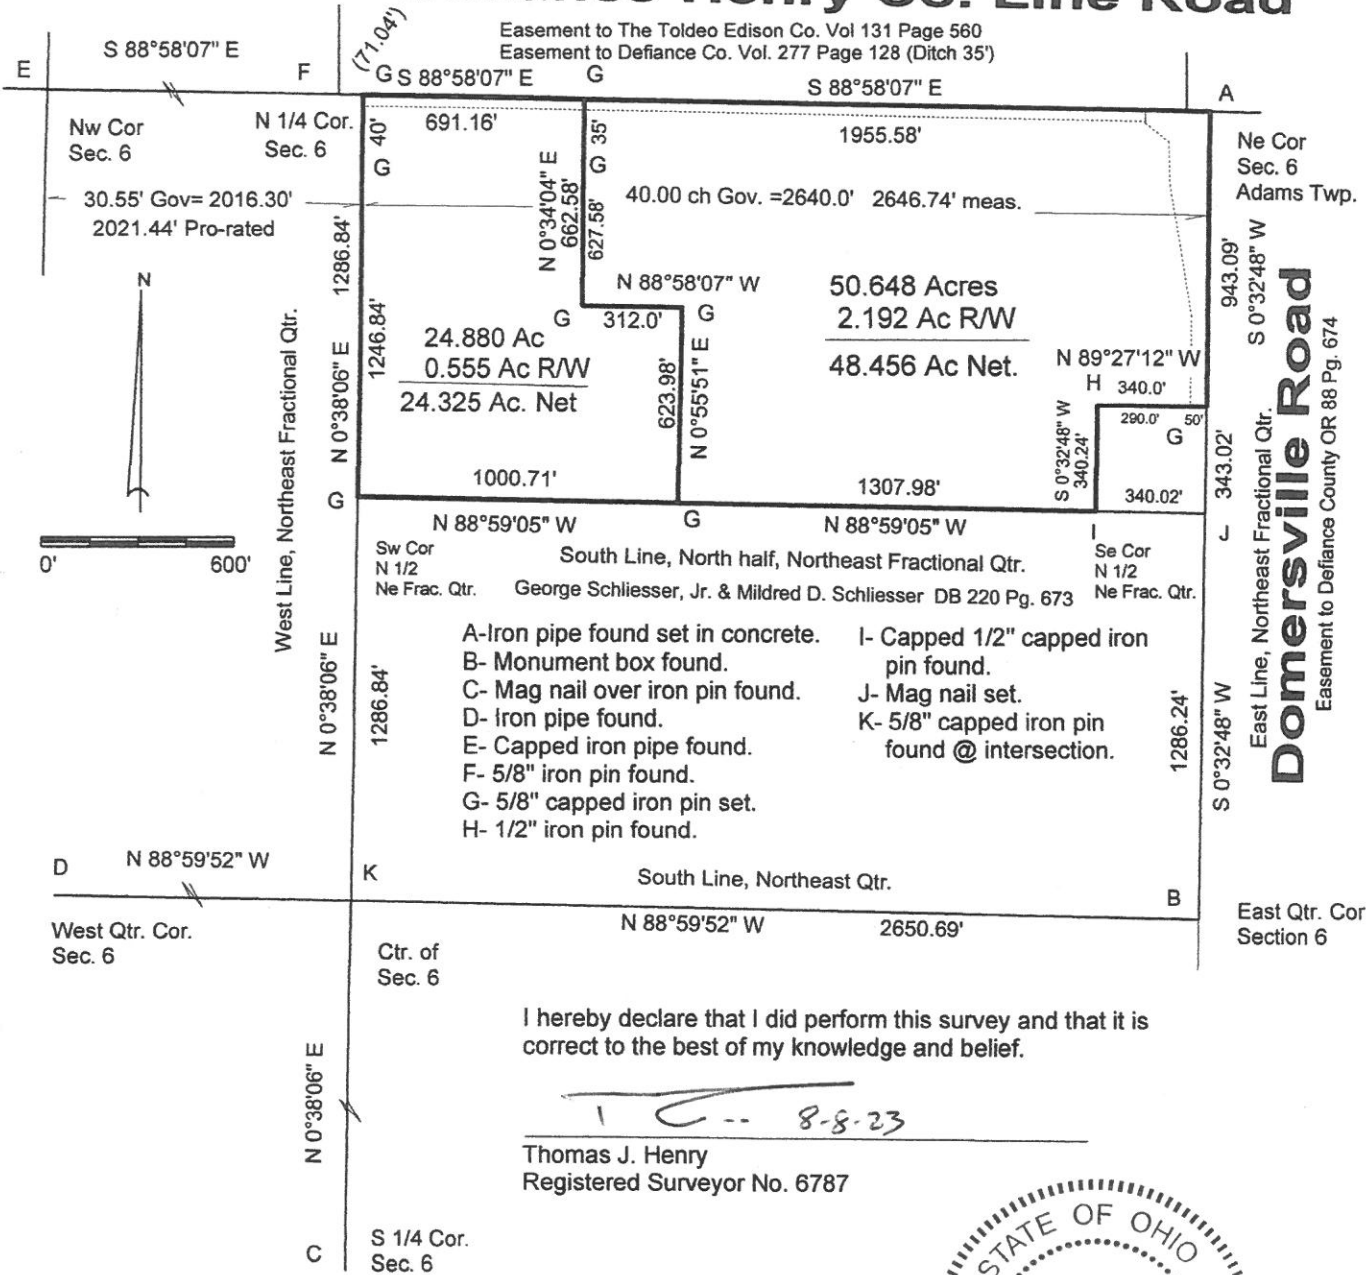 Henry Co. Line Road
Easement to The Toldeo Edison Co. Vol 131 Page 560
Easement to Defiance Co. Vol. 277 Page 128 (Ditch 35')
E
S 88°58'07" E
F
(71.04')
G
S 88°58'07" E
G
S 88°58'07" E
A
Nw Cor
Sec. 6
N 1/4 Cor.
Sec. 6
40'
G
691.16'
35'
G
1955.58'
Ne Cor
Sec. 6
Adams Twp.
30.55' Gov= 2016.30'
2021.44' Pro-rated
N 0°34'04" E
662.58'
627.58'
40.00 ch Gov. =2640.0' 2646.74' meas.
1286.84'
1246.84'
N 0°38'06" E
943.09'
S 0°32'48" W
N
N 88°58'07" W
G
312.0'
G
24.880 Ac
0.555 Ac R/W
24.325 Ac. Net
50.648 Acres
2.192 Ac R/W
48.456 Ac Net.
623.98'
N 0°55'51" E
N 89°27'12" W
H
340.0'
290.0'
50'
G
S 0°32'48" W
340.24'
340.02'
343.02'
West Line, Northeast Fractional Qtr.
East Line, Northeast Fractional Qtr.
Domersville Road
Easement to Defiance County OR 88 Pg. 674
1000.71'
1307.98'
G
N 88°59'05" W
G
N 88°59'05" W
I
J
0'
600'
Sw Cor
N 1/2
Ne Frac. Qtr.
South Line, North half, Northeast Fractional Qtr.
George Schliesser, Jr. & Mildred D. Schliesser DB 220 Pg. 673
Se Cor
N 1/2
Ne Frac. Qtr.
A-Iron pipe found set in concrete.
B- Monument box found.
C- Mag nail over iron pin found.
D- Iron pipe found.
E- Capped iron pipe found.
F- 5/8" iron pin found.
G- 5/8" capped iron pin set.
H- 1/2" iron pin found.
I- Capped 1/2" capped iron
pin found.
J- Mag nail set.
K- 5/8" capped iron pin
found @ intersection.
N 0°38'06" E
1286.84'
1286.24'
S 0°32'48" W
D
N 88°59'52" W
K
South Line, Northeast Qtr.
B
N 88°59'52" W
2650.69'
East Qtr. Cor
Section 6
West Qtr. Cor.
Sec. 6
Ctr. of
Sec. 6
I hereby declare that I did perform this survey and that it is
correct to the best of my knowledge and belief.
8-8-23
Thomas J. Henry
Registered Surveyor No. 6787
N 0°38'06" E
C
S 1/4 Cor.
Sec. 6
STATE OF OHIO